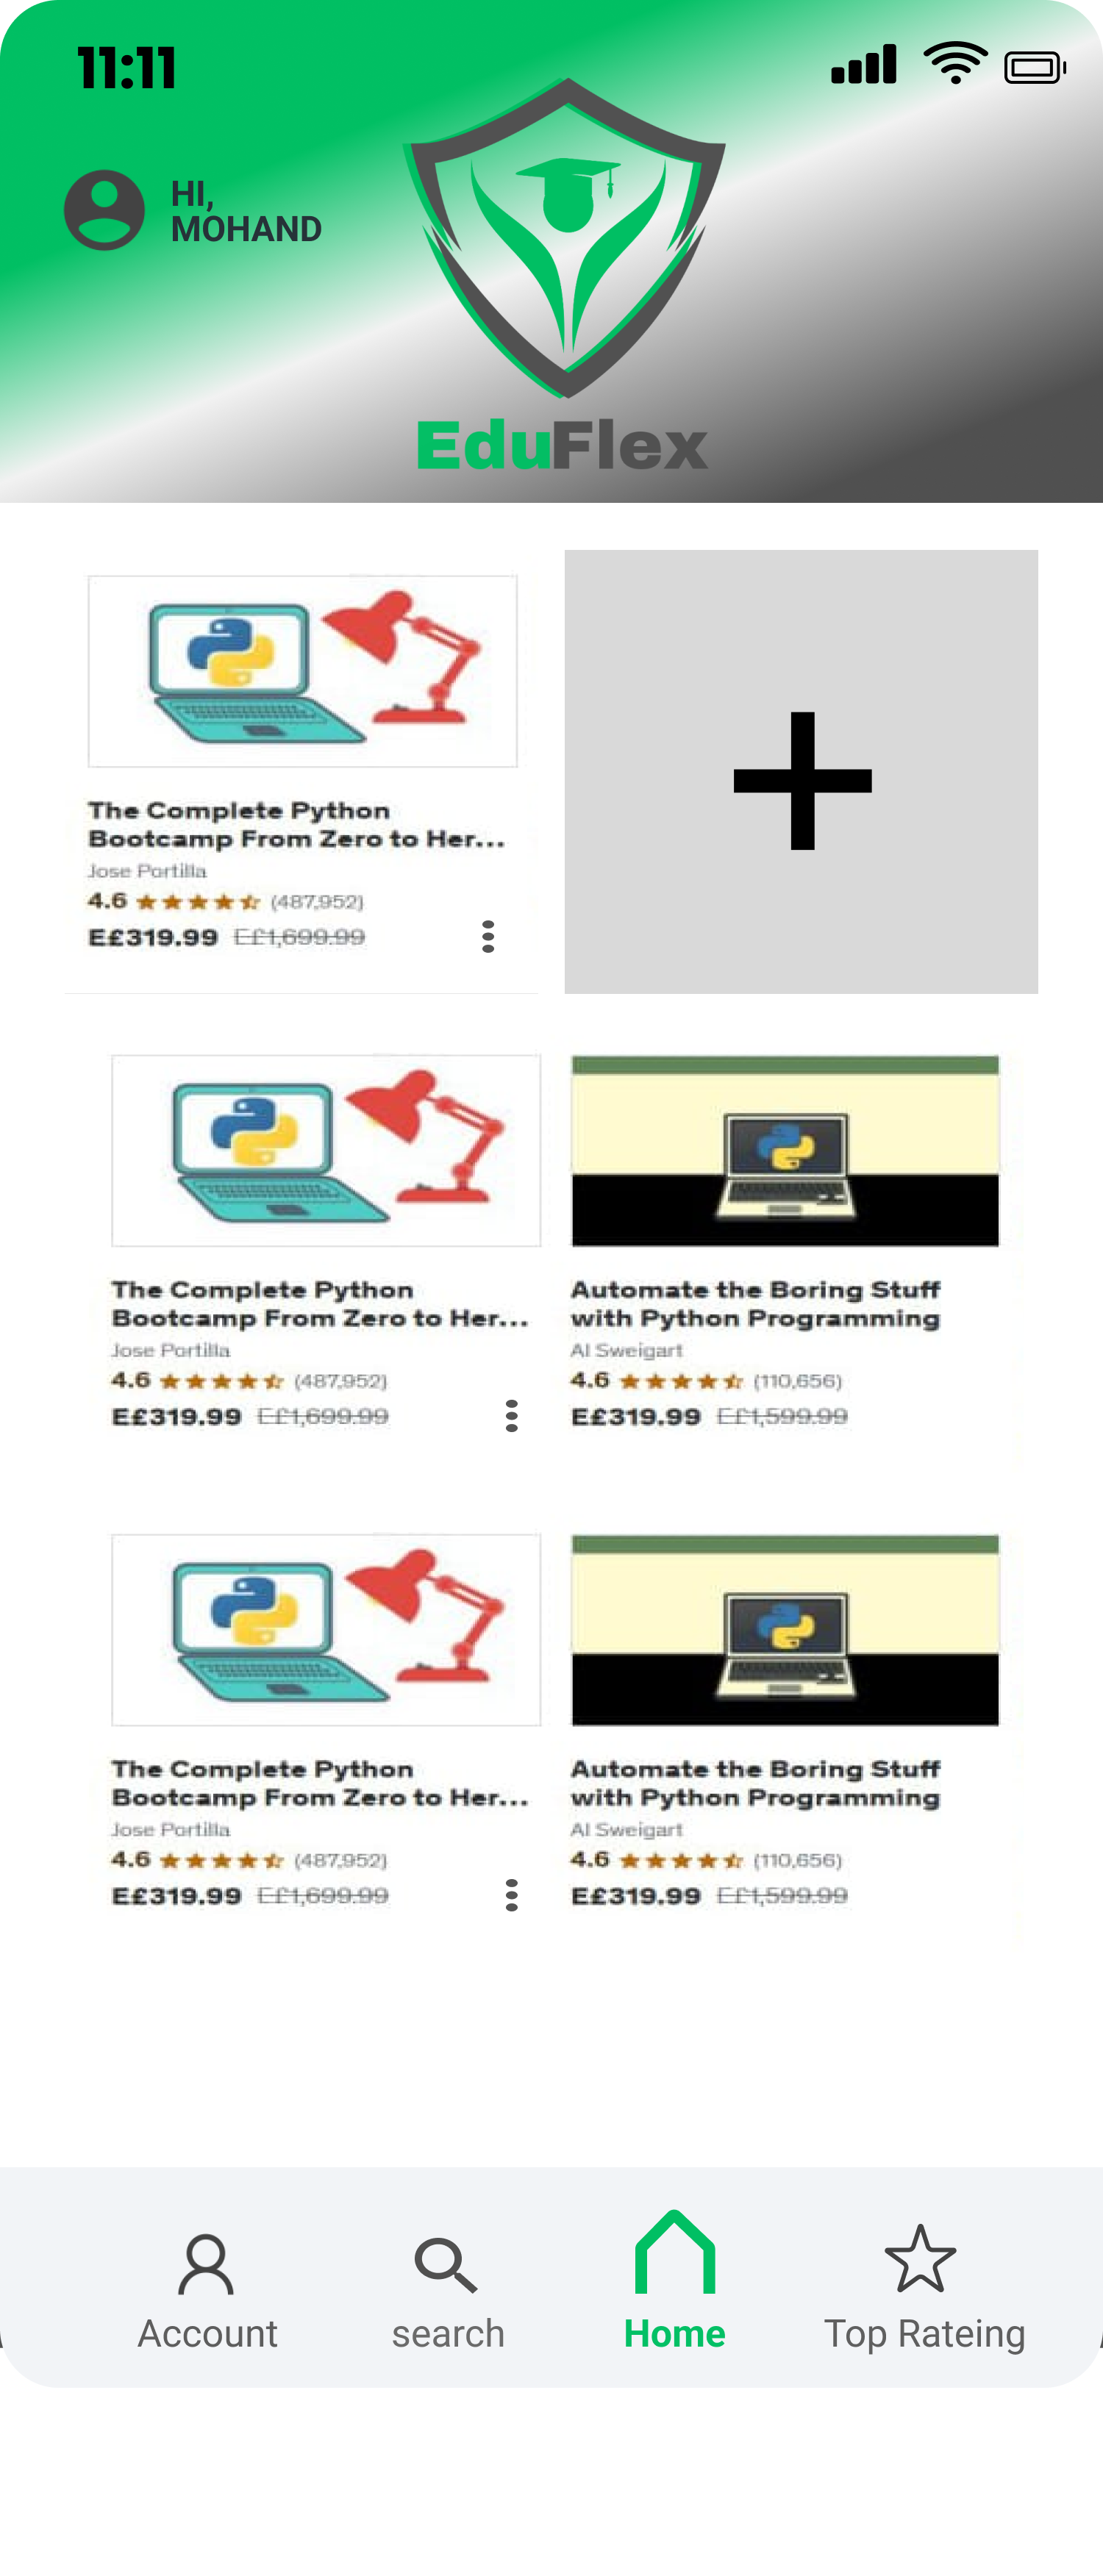 11:11
HI,
MOHAND
EduFlex
The Complete Python
Bootcamp From Zero to Her...
Jose Portilla
4.6 (487,952)
E£319.99 E£1,699.99
The Complete Python
Bootcamp From Zero to Her...
Jose Portilla
4.6 (487,952)
E£319.99 E£1,699.99
Automate the Boring Stuff
with Python Programming
Al Sweigart
4.6 (110,656)
E£319.99 E£1,599.99
The Complete Python
Bootcamp From Zero to Her...
Jose Portilla
4.6 (487,952)
E£319.99 E£1,699.99
Automate the Boring Stuff
with Python Programming
Al Sweigart
4.6 (110,656)
E£319.99 E£1,599.99
Account
search
Home
Top Rateing